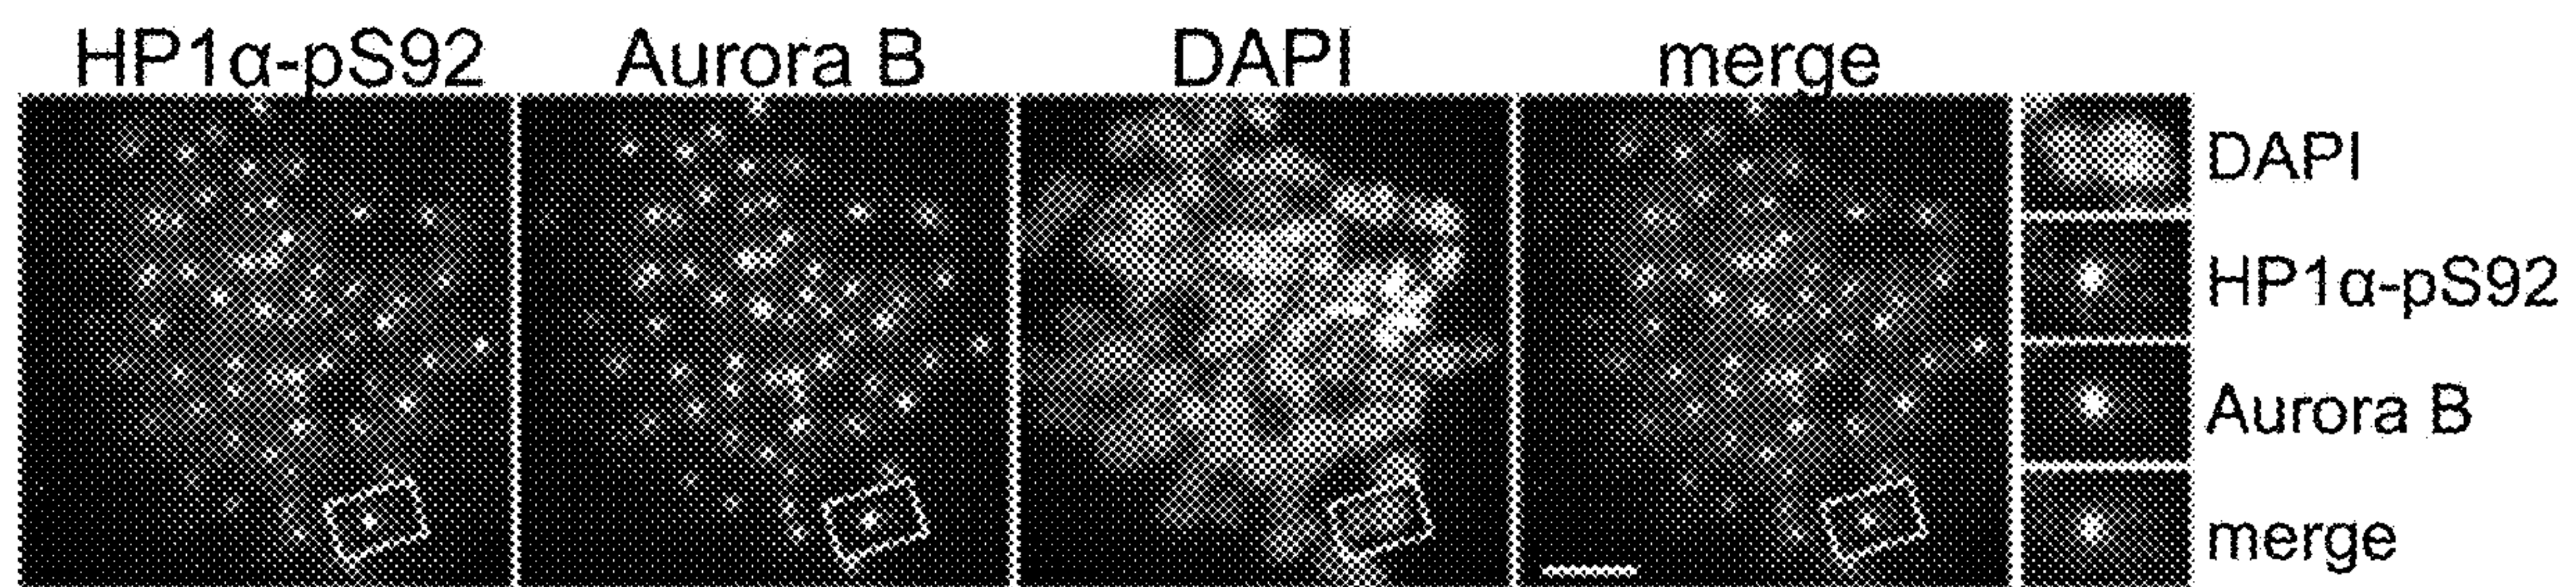 HP1α-pS92 Aurora B DAPI merge
DAPI
HP1α-pS92
Aurora B
merge